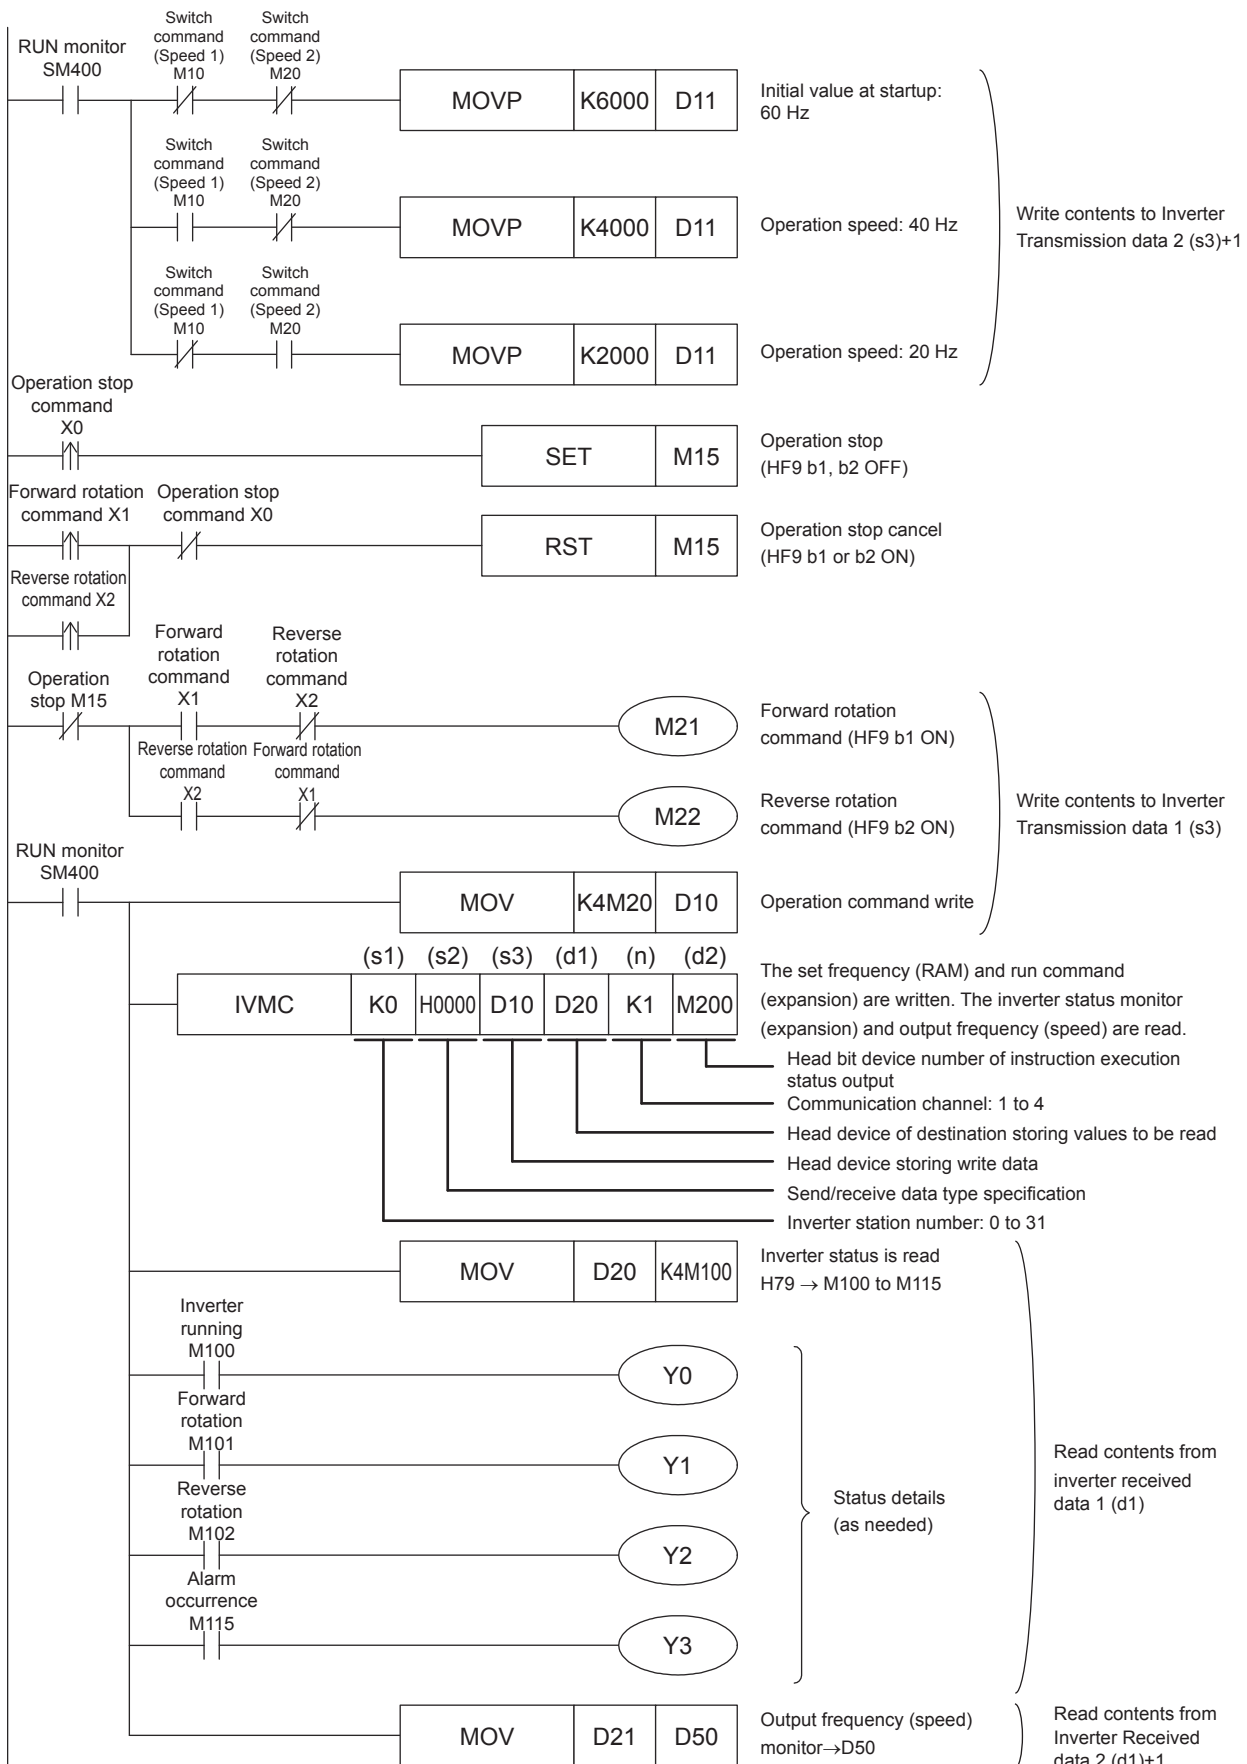 Switch
command
(Speed 1)
M10
Switch
command
(Speed 2)
M20
RUN monitor
SM400
MOVP K6000 D11
Initial value at startup:
60 Hz
Switch
command
(Speed 1)
M10
Switch
command
(Speed 2)
M20
MOVP K4000 D11
Operation speed: 40 Hz
Write contents to Inverter
Transmission data 2 (s3)+1
Switch
command
(Speed 1)
M10
Switch
command
(Speed 2)
M20
MOVP K2000 D11
Operation speed: 20 Hz
Operation stop
command
X0
SET M15
Operation stop
(HF9 b1, b2 OFF)
Forward rotation
command X1
Operation stop
command X0
RST M15
Operation stop cancel
(HF9 b1 or b2 ON)
Reverse rotation
command X2
Operation
stop M15
Forward
rotation
command
X1
Reverse
rotation
command
X2
M21
Forward rotation
command (HF9 b1 ON)
Reverse rotation
command
X2
Forward rotation
command
X1
M22
Reverse rotation
command (HF9 b2 ON)
Write contents to Inverter
Transmission data 1 (s3)
RUN monitor
SM400
MOV K4M20 D10
Operation command write
(s1) (s2) (s3) (d1) (n) (d2)
IVMC K0 H0000 D10 D20 K1 M200
The set frequency (RAM) and run command
(expansion) are written. The inverter status monitor
(expansion) and output frequency (speed) are read.
Head bit device number of instruction execution
status output
Communication channel: 1 to 4
Head device of destination storing values to be read
Head device storing write data
Send/receive data type specification
Inverter station number: 0 to 31
MOV D20 K4M100
Inverter status is read
H79 → M100 to M115
Inverter
running
M100
Y0
Forward
rotation
M101
Y1
Reverse
rotation
M102
Y2
Alarm
occurrence
M115
Y3
Status details
(as needed)
Read contents from
inverter received
data 1 (d1)
MOV D21 D50
Output frequency (speed)
monitor→D50
Read contents from
Inverter Received
data 2 (d1)+1